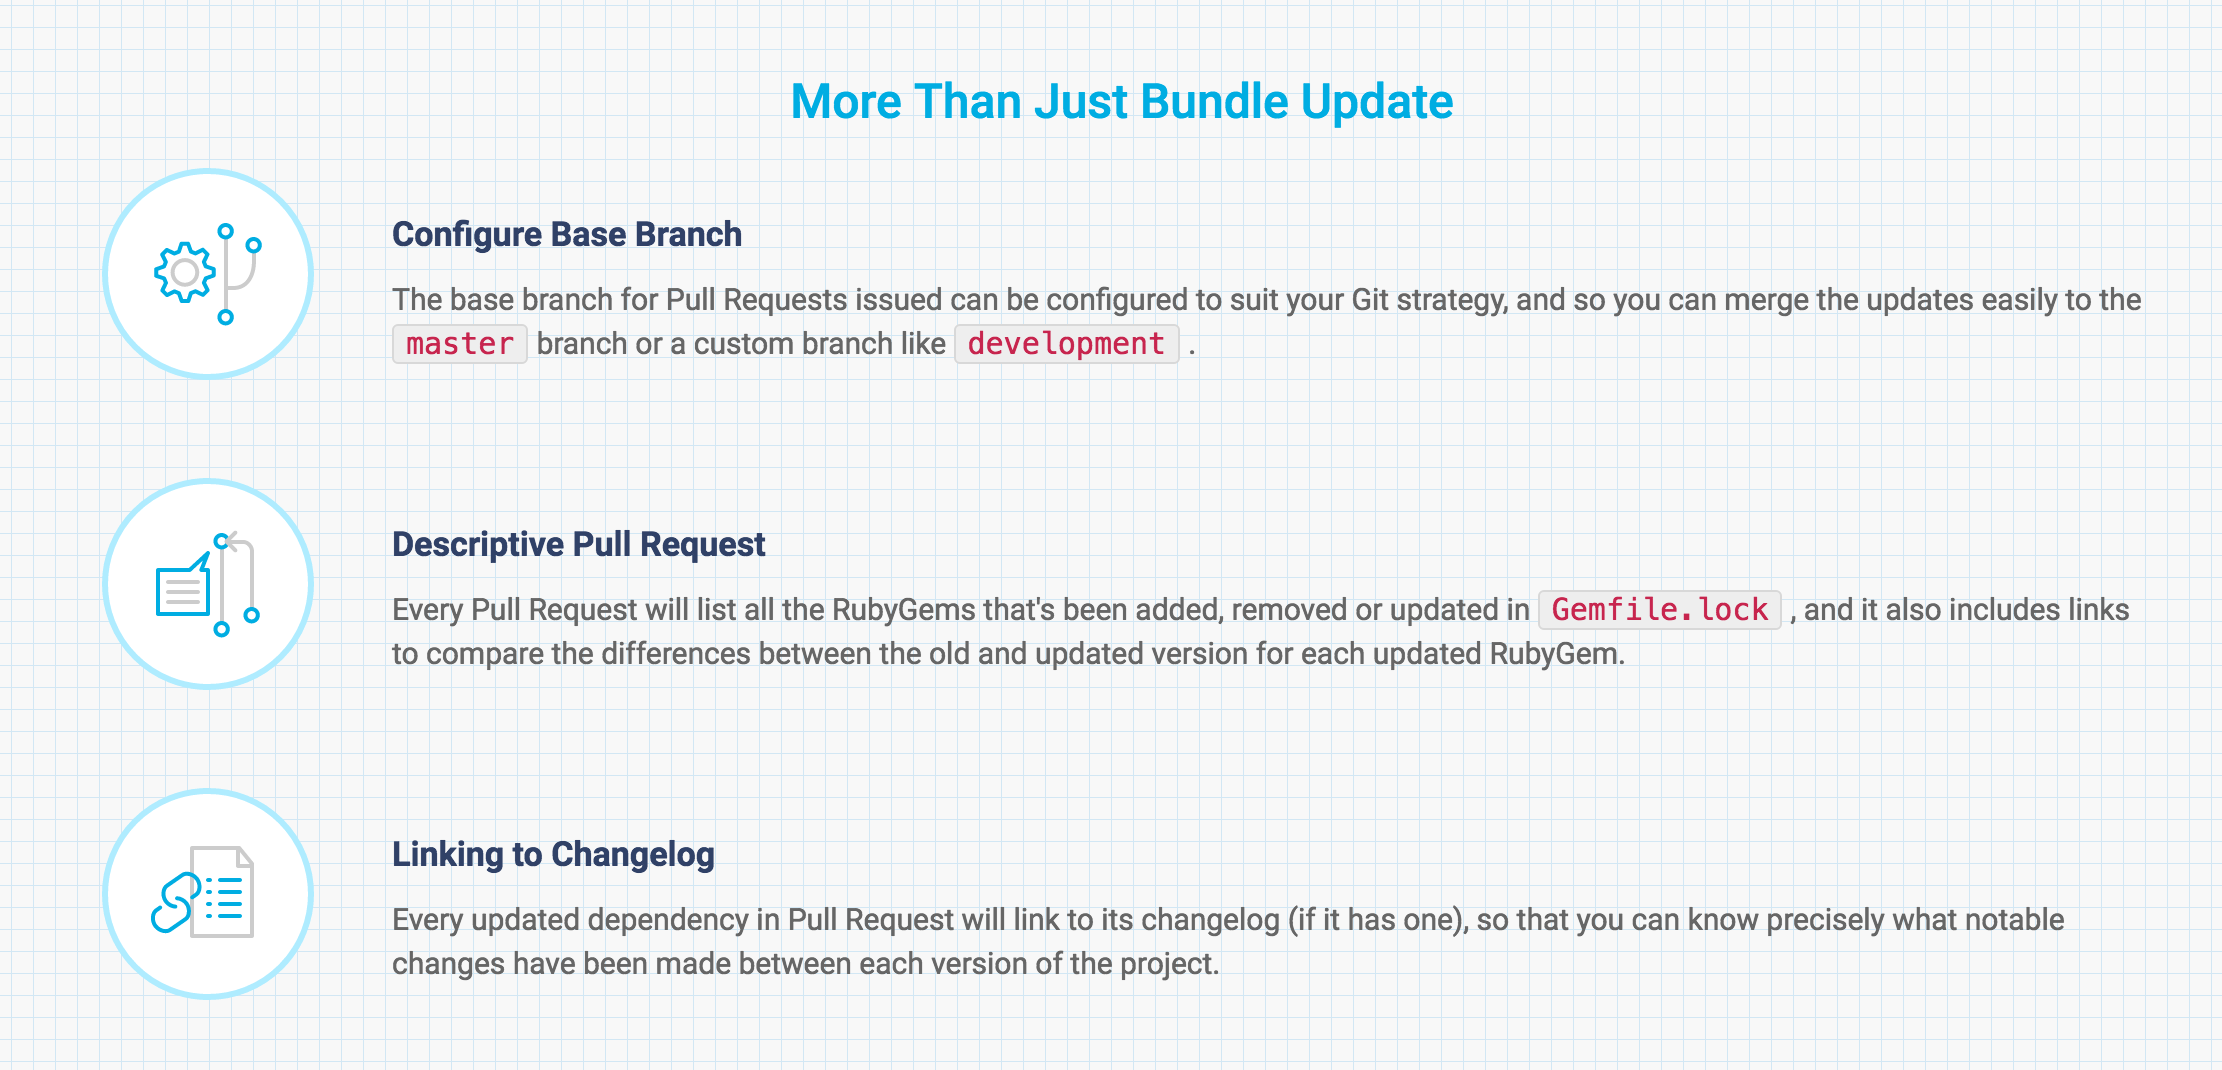 More Than Just Bundle Update
Configure Base Branch
The base branch for Pull Requests issued can be configured to suit your Git strategy, and so you can merge the updates easily to the
master branch or a custom branch like development .
Descriptive Pull Request
Every Pull Request will list all the RubyGems that's been added, removed or updated in Gemfile.lock , and it also includes links
to compare the differences between the old and updated version for each updated RubyGem.
Linking to Changelog
Every updated dependency in Pull Request will link to its changelog (if it has one), so that you can know precisely what notable
changes have been made between each version of the project.